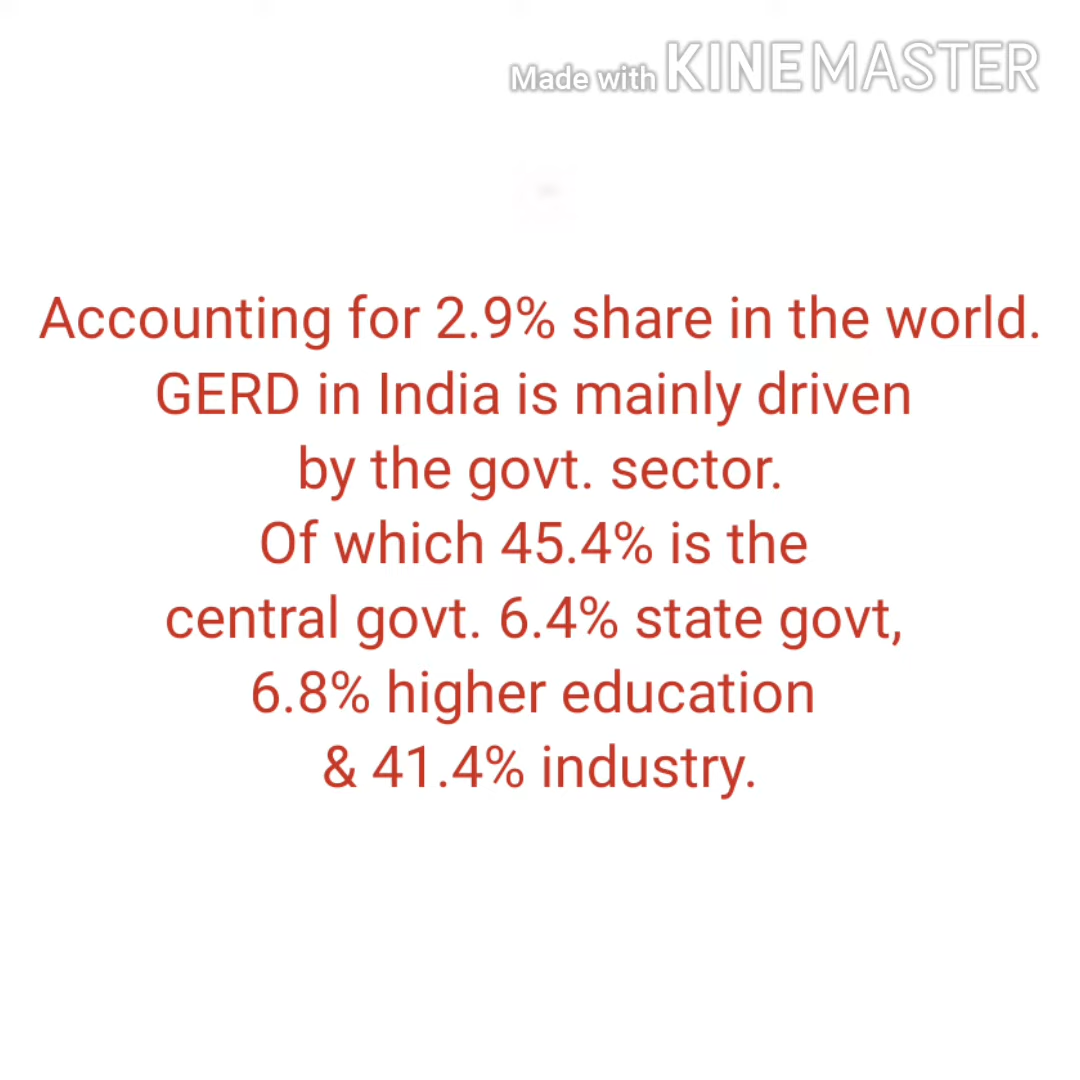 Made with KINEMASTER
Accounting for 2.9% share in the world.
GERD in India is mainly driven
by the govt. sector.
Of which 45.4% is the
central govt. 6.4% state govt,
6.8% higher education
& 41.4% industry.